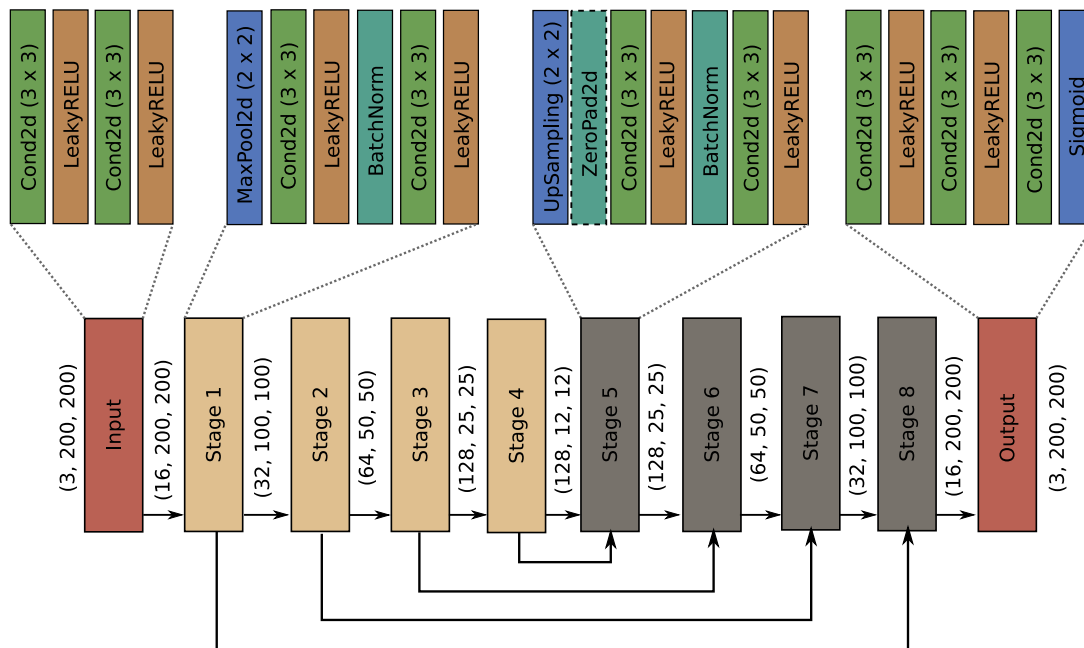 Cond2d (3 x 3)
LeakyRELU
Cond2d (3 x 3)
LeakyRELU
MaxPool2d (2 x 2)
Cond2d (3 x 3)
LeakyRELU
BatchNorm
Cond2d (3 x 3)
LeakyRELU
UpSampling (2 x 2)
ZeroPad2d
Cond2d (3 x 3)
LeakyRELU
BatchNorm
Cond2d (3 x 3)
LeakyRELU
Cond2d (3 x 3)
LeakyRELU
Cond2d (3 x 3)
LeakyRELU
Cond2d (3 x 3)
Sigmoid
(3, 200, 200)
Input
(16, 200, 200)
Stage 1
(32, 100, 100)
Stage 2
(64, 50, 50)
Stage 3
(128, 25, 25)
Stage 4
(128, 12, 12)
Stage 5
(128, 25, 25)
Stage 6
(64, 50, 50)
Stage 7
(32, 100, 100)
Stage 8
(16, 200, 200)
Output
(3, 200, 200)